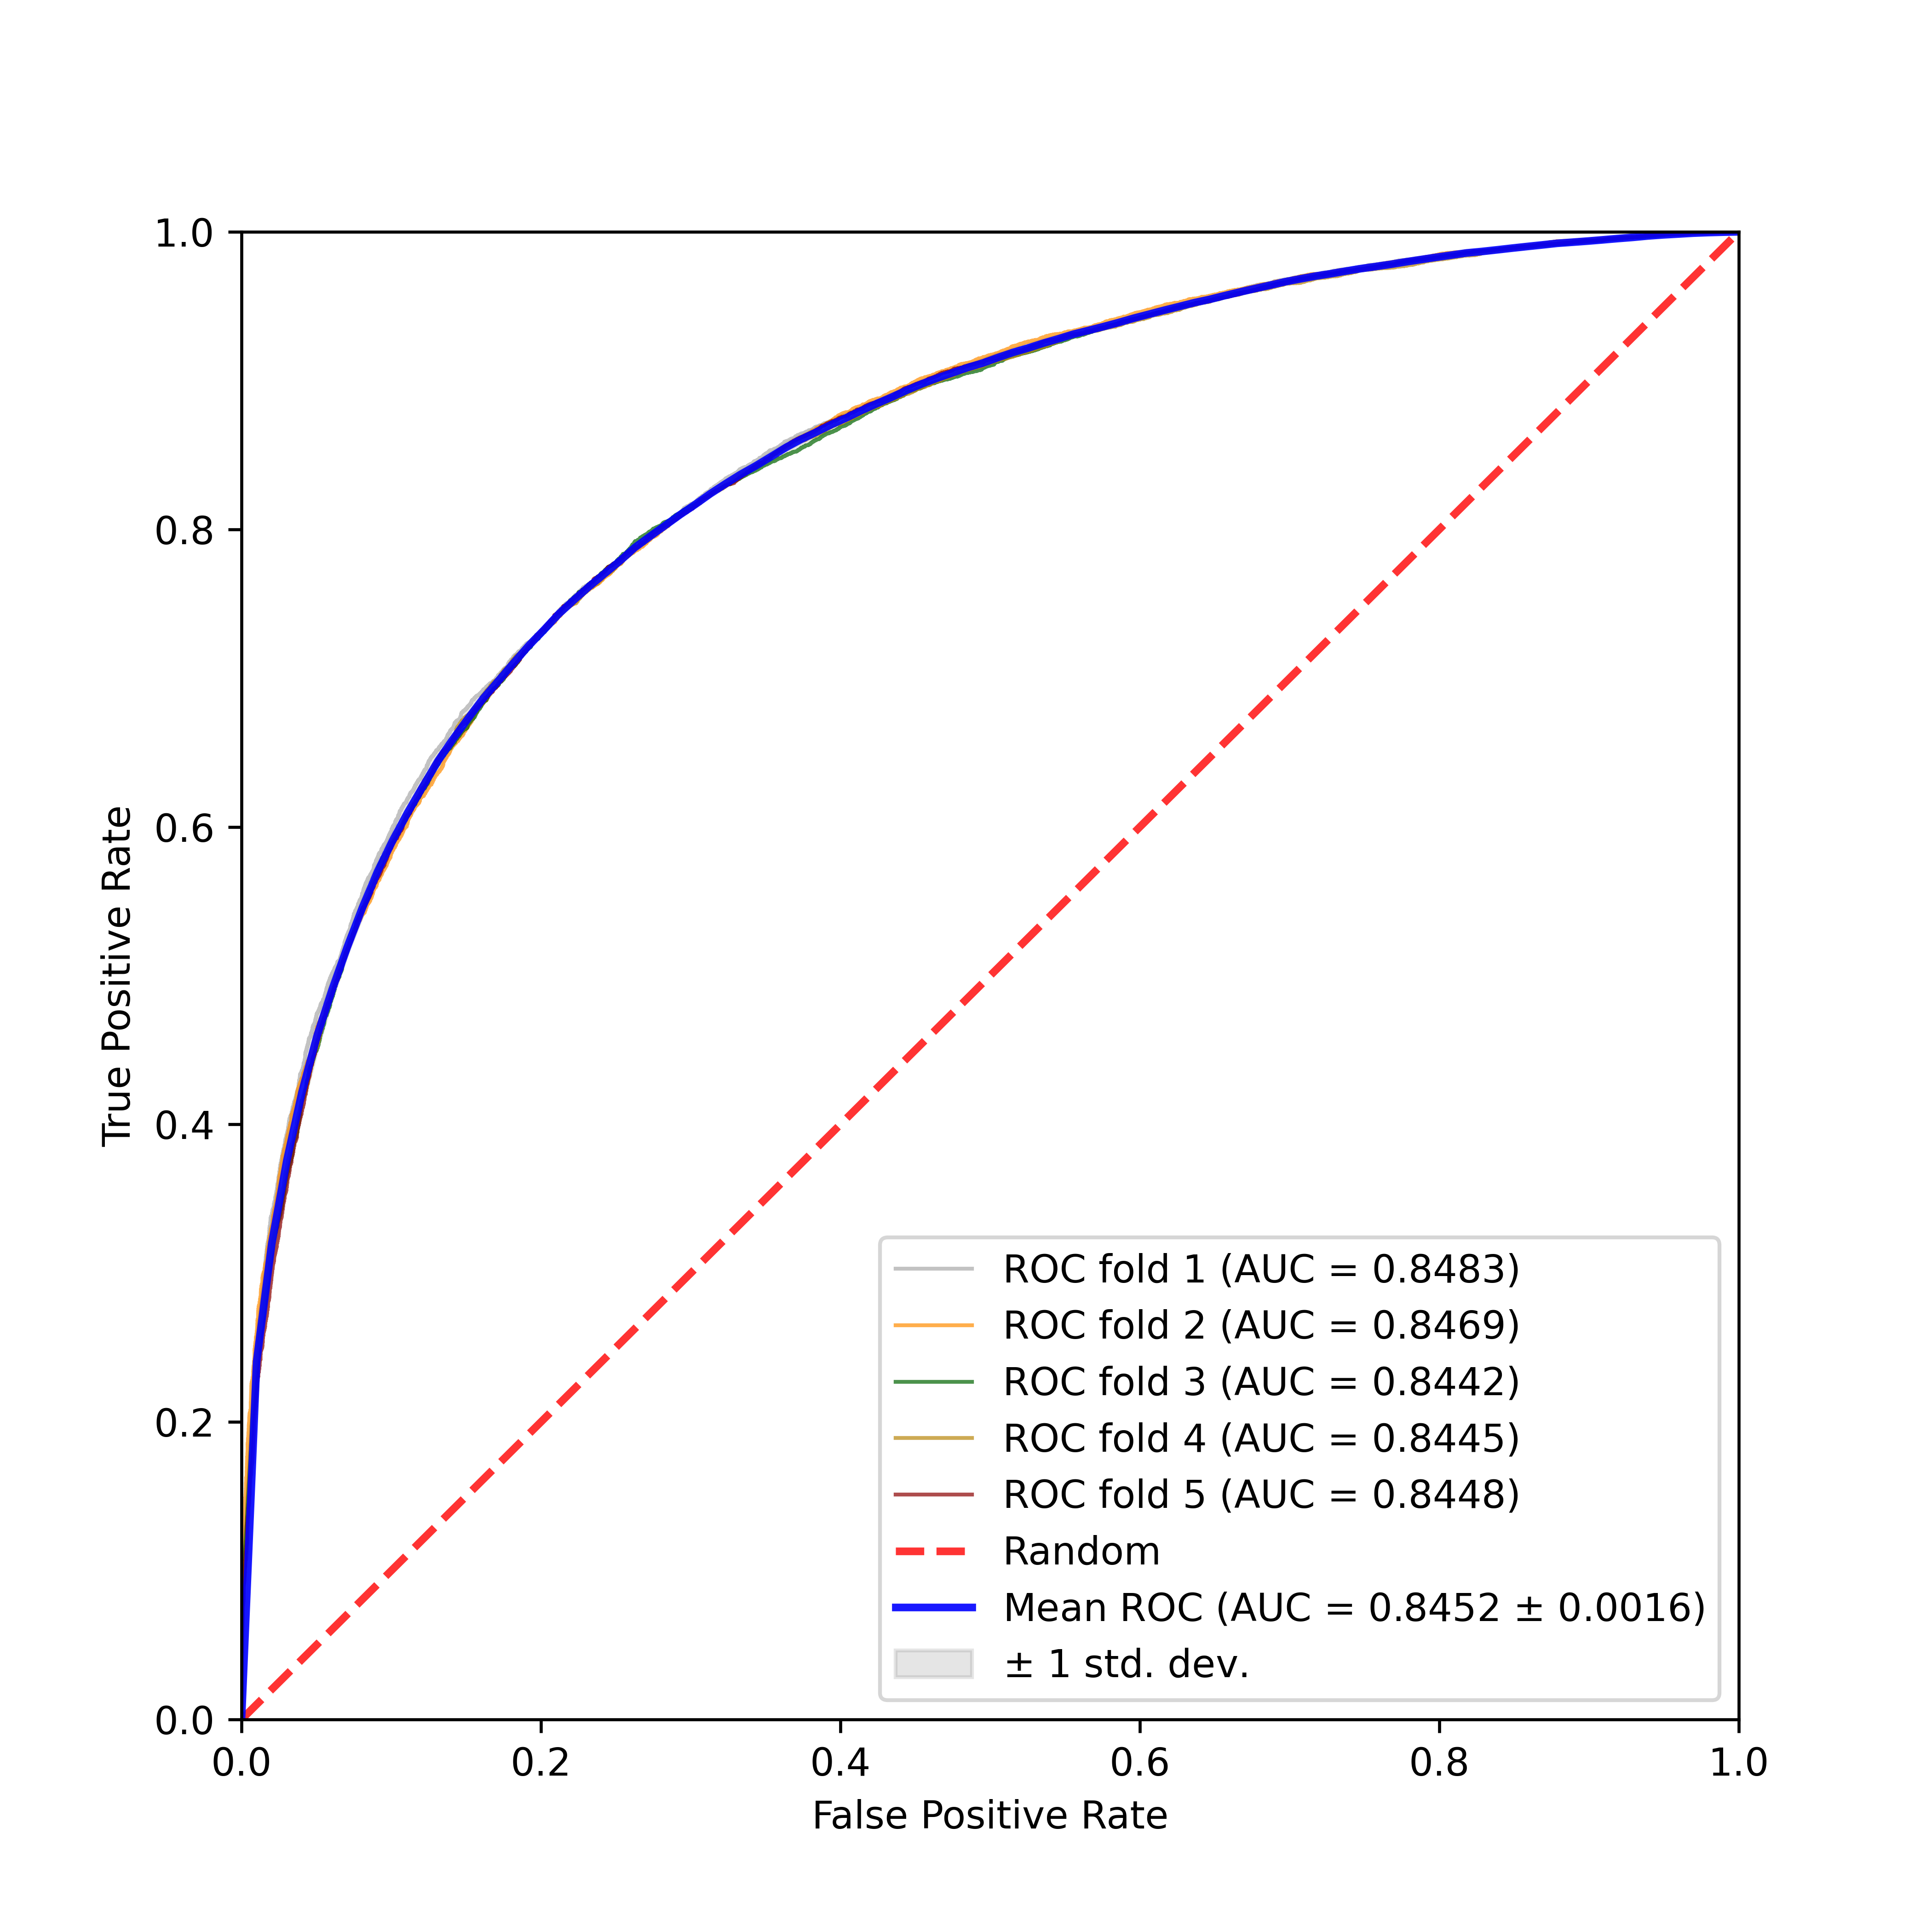 1.0
0.8
0.6
0.4
0.2
0.0
True Positive Rate
ROC fold 1 (AUC = 0.8483)
ROC fold 2 (AUC = 0.8469)
ROC fold 3 (AUC = 0.8442)
ROC fold 4 (AUC = 0.8445)
ROC fold 5 (AUC = 0.8448)
Random
Mean ROC (AUC = 0.8452 ± 0.0016)
± 1 std. dev.
0.0 0.2 0.4 0.6 0.8 1.0
False Positive Rate